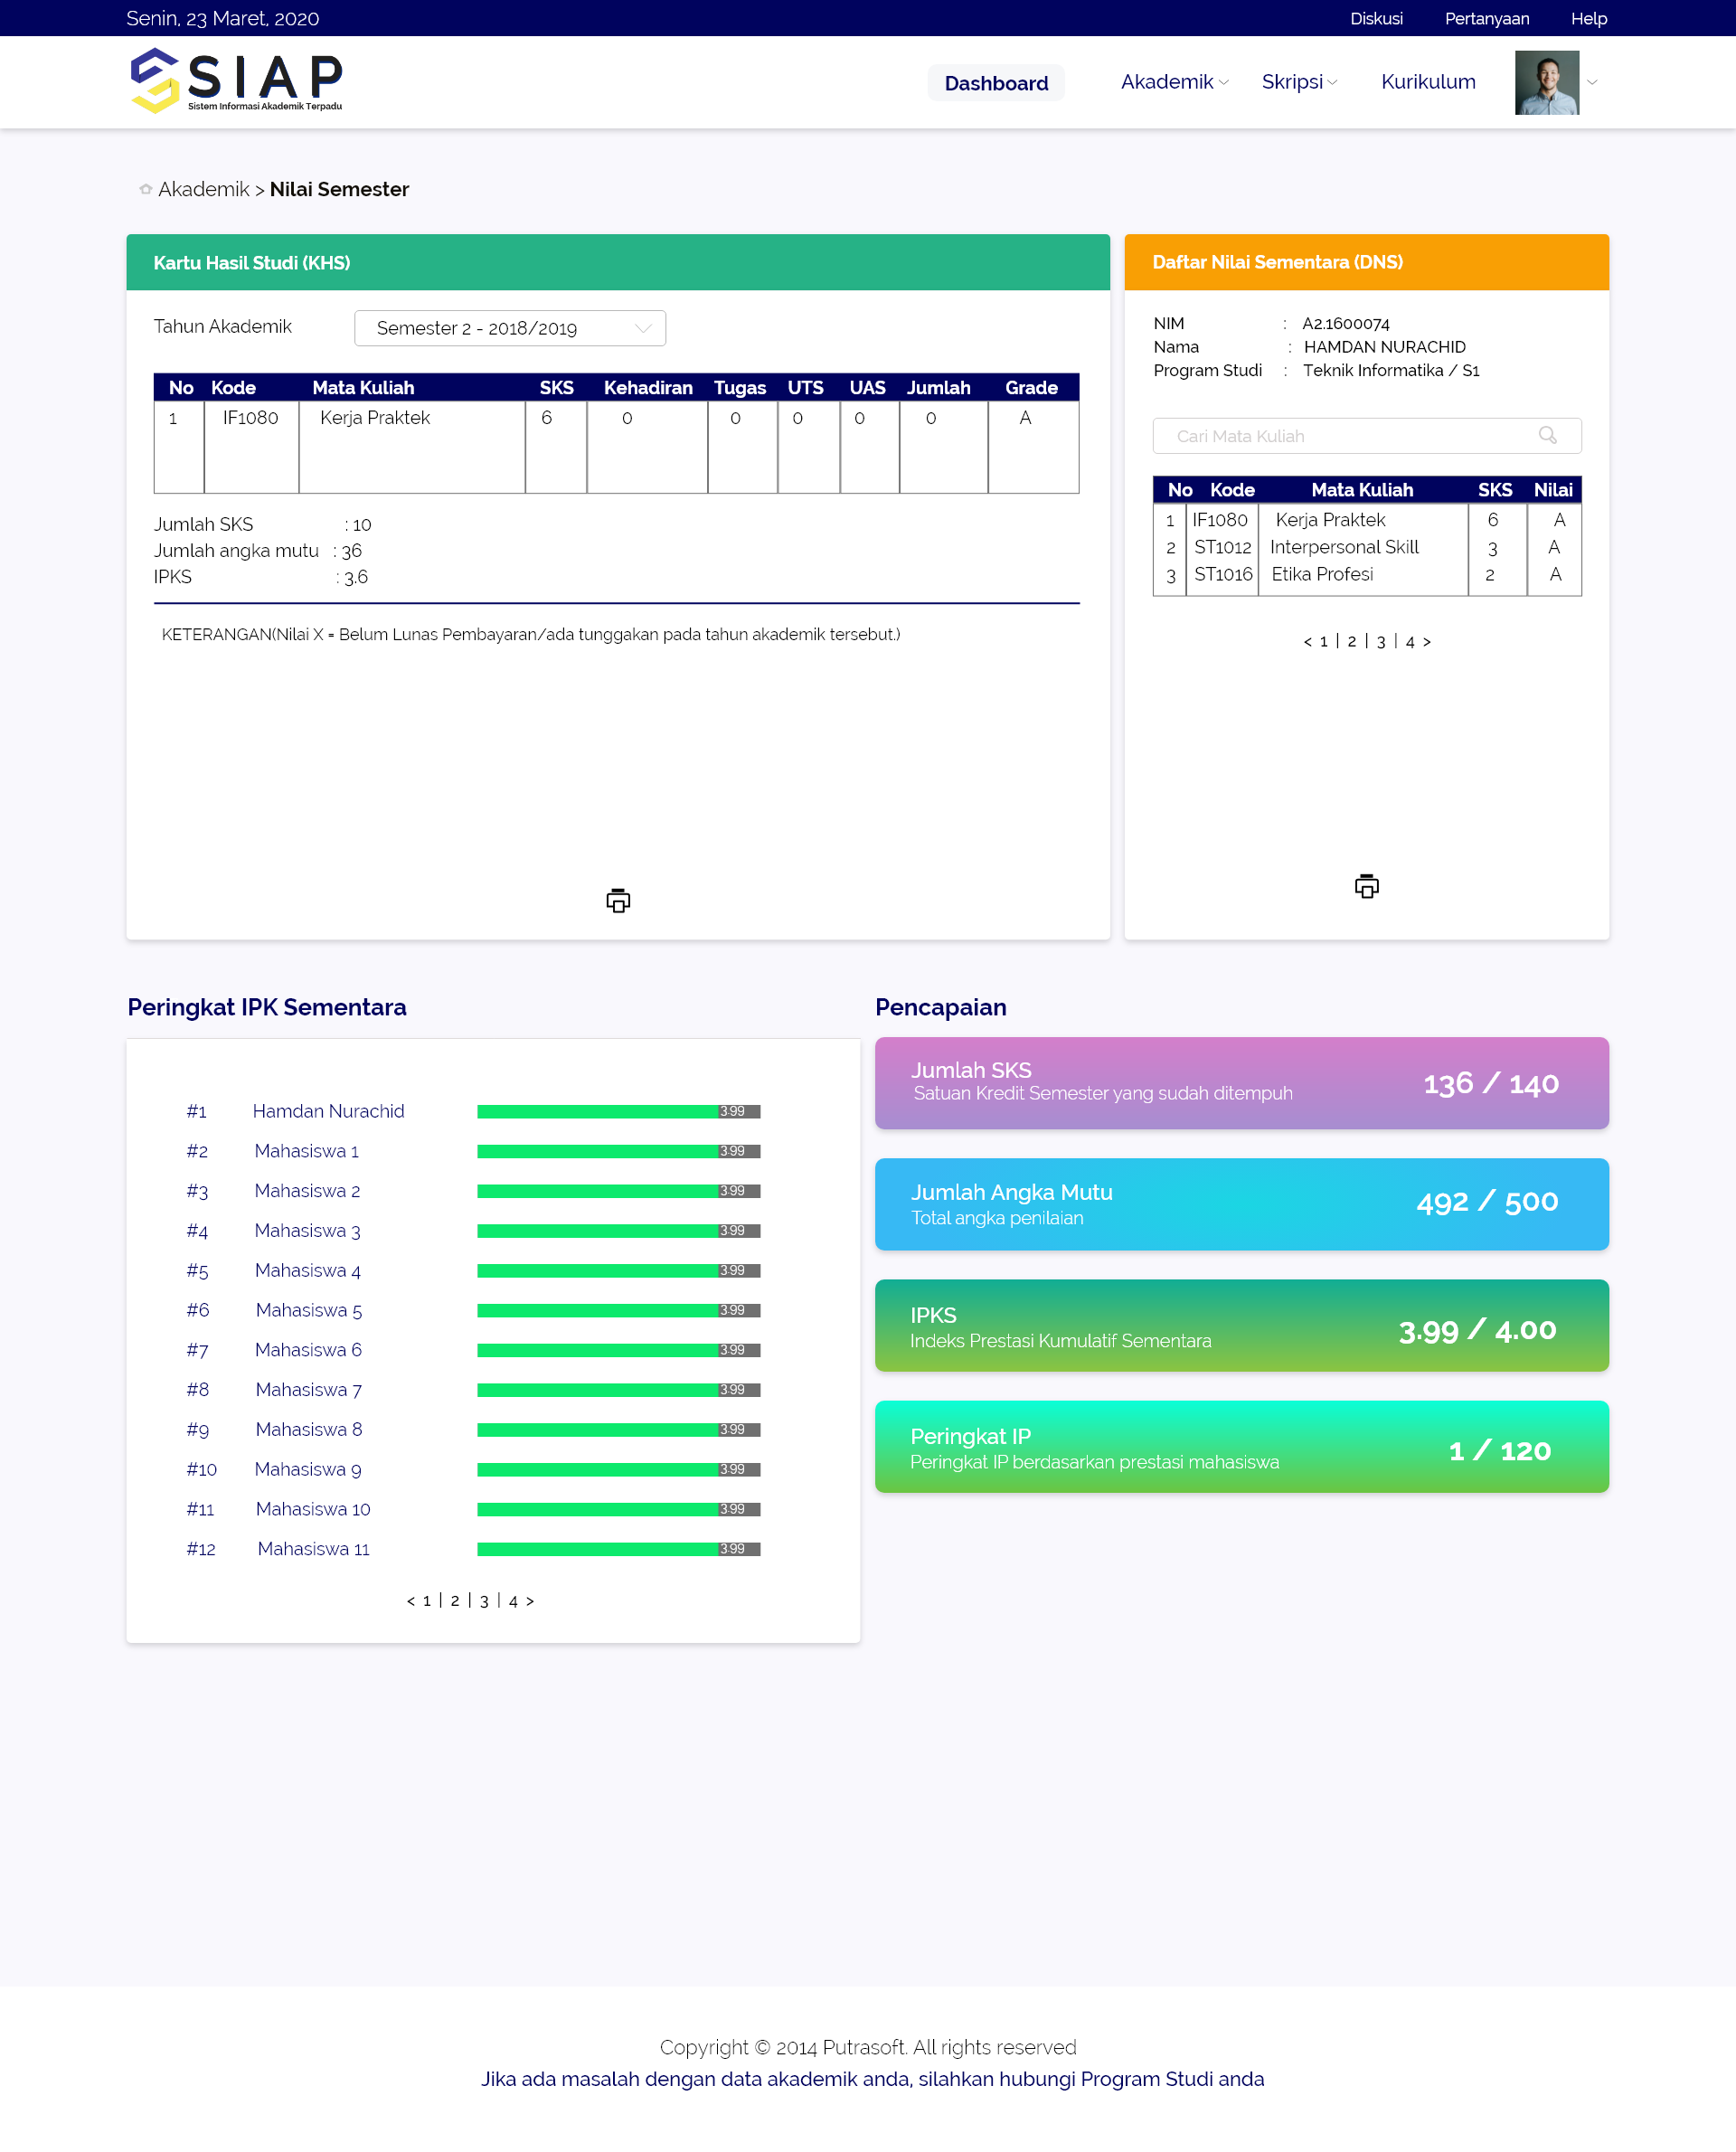 Senin, 23 Maret, 2020
Diskusi Pertanyaan Help
SIAP
Sistem Informasi Akademik Terpadu
Dashboard Akademik Skripsi Kurikulum
Akademik > Nilai Semester
Kartu Hasil Studi (KHS)
Tahun Akademik Semester 2 - 2018/2019
No Kode Mata Kuliah SKS Kehadiran Tugas UTS UAS Jumlah Grade
1 IF1080 Kerja Praktek 6 0 0 0 0 0 A
Jumlah SKS : 10
Jumlah angka mutu : 36
IPKS : 3.6
KETERANGAN(Nilai X = Belum Lunas Pembayaran/ada tunggakan pada tahun akademik tersebut.)
Daftar Nilai Sementara (DNS)
NIM : A2.1600074
Nama : HAMDAN NURACHID
Program Studi : Teknik Informatika / S1
Cari Mata Kuliah
No Kode Mata Kuliah SKS Nilai
1 IF1080 Kerja Praktek 6 A
2 ST1012 Interpersonal Skill 3 A
3 ST1016 Etika Profesi 2 A
< 1 | 2 | 3 | 4 >
Peringkat IPK Sementara
#1 Hamdan Nurachid 3.99
#2 Mahasiswa 1 3.99
#3 Mahasiswa 2 3.99
#4 Mahasiswa 3 3.99
#5 Mahasiswa 4 3.99
#6 Mahasiswa 5 3.99
#7 Mahasiswa 6 3.99
#8 Mahasiswa 7 3.99
#9 Mahasiswa 8 3.99
#10 Mahasiswa 9 3.99
#11 Mahasiswa 10 3.99
#12 Mahasiswa 11 3.99
< 1 | 2 | 3 | 4 >
Pencapaian
Jumlah SKS
Satuan Kredit Semester yang sudah ditempuh
136 / 140
Jumlah Angka Mutu
Total angka penilaian
492 / 500
IPKS
Indeks Prestasi Kumulatif Sementara
3.99 / 4.00
Peringkat IP
Peringkat IP berdasarkan prestasi mahasiswa
1 / 120
Copyright © 2014 Putrasoft. All rights reserved
Jika ada masalah dengan data akademik anda, silahkan hubungi Program Studi anda